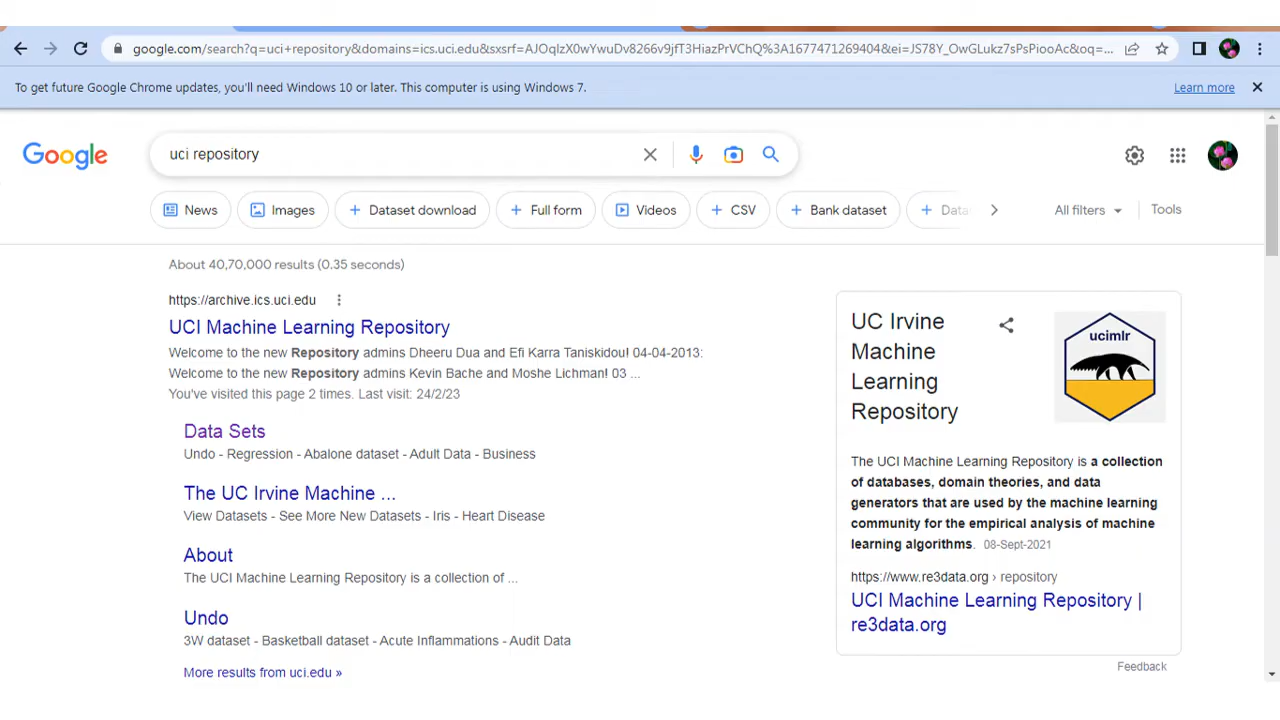 google.com/search?q=uci+repository&domains=ics.uci.edu&sxsrf=AJOqlzX0wYwuDv8266v9jfT3HiazPrVChQ%3A1677471269404&ei=JS78Y_OwGLukz7sPsPiooAc&oq=...
To get future Google Chrome updates, you'll need Windows 10 or later. This computer is using Windows 7.
Learn more
Google
uci repository
News
Images
Dataset download
Full form
Videos
CSV
Bank dataset
Data
All filters
Tools
About 40,70,000 results (0.35 seconds)
https://archive.ics.uci.edu
UCI Machine Learning Repository
Welcome to the new Repository admins Dheeru Dua and Efi Karra Taniskidou! 04-04-2013:
Welcome to the new Repository admins Kevin Bache and Moshe Lichman! 03 ...
You've visited this page 2 times. Last visit: 24/2/23
Data Sets
Undo - Regression - Abalone dataset - Adult Data - Business
The UC Irvine Machine ...
View Datasets - See More New Datasets - Iris - Heart Disease
About
The UCI Machine Learning Repository is a collection of ...
Undo
3W dataset - Basketball dataset - Acute Inflammations - Audit Data
More results from uci.edu »
UC Irvine
Machine
Learning
Repository
ucimlr
The UCI Machine Learning Repository is a collection
of databases, domain theories, and data
generators that are used by the machine learning
community for the empirical analysis of machine
learning algorithms. 08-Sept-2021
https://www.re3data.org › repository
UCI Machine Learning Repository |
re3data.org
Feedback